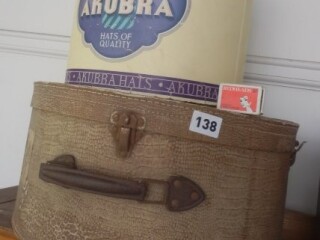 AKUBRA
HATS OF
QUALITY
AKUBRA HATS • AKUBRA
138